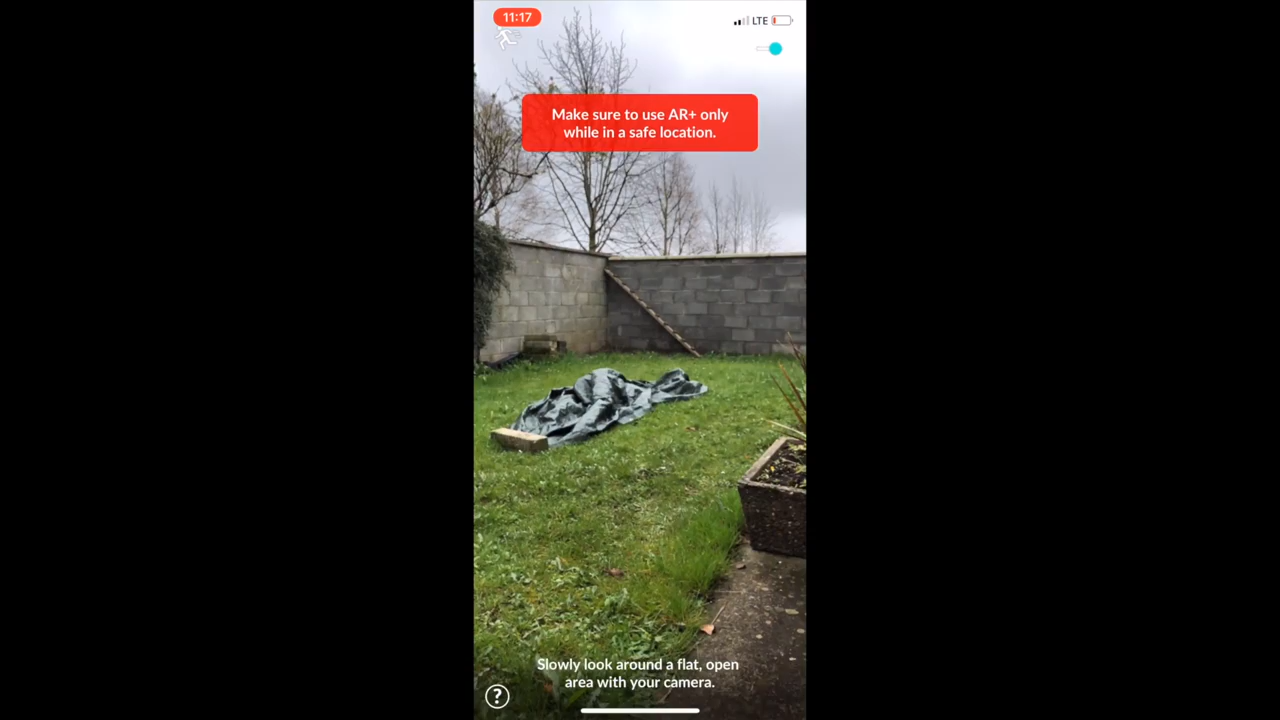 11:17
LTE
Make sure to use AR+ only
while in a safe location.
Slowly look around a flat, open
area with your camera.
?